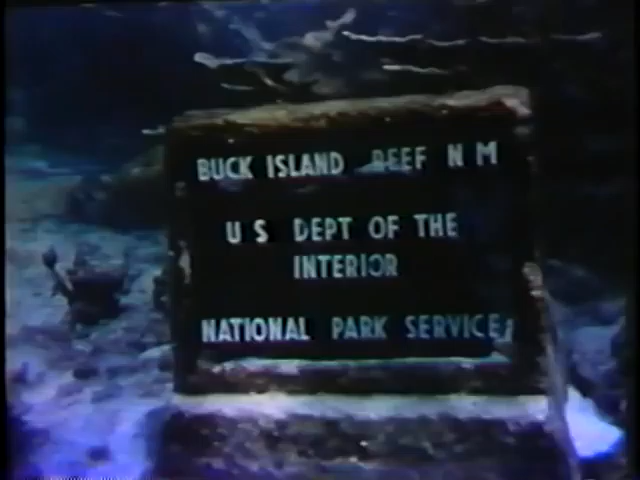 BUCK ISLAND REEF N M
U S DEPT OF THE
INTERIOR
NATIONAL PARK SERVICE